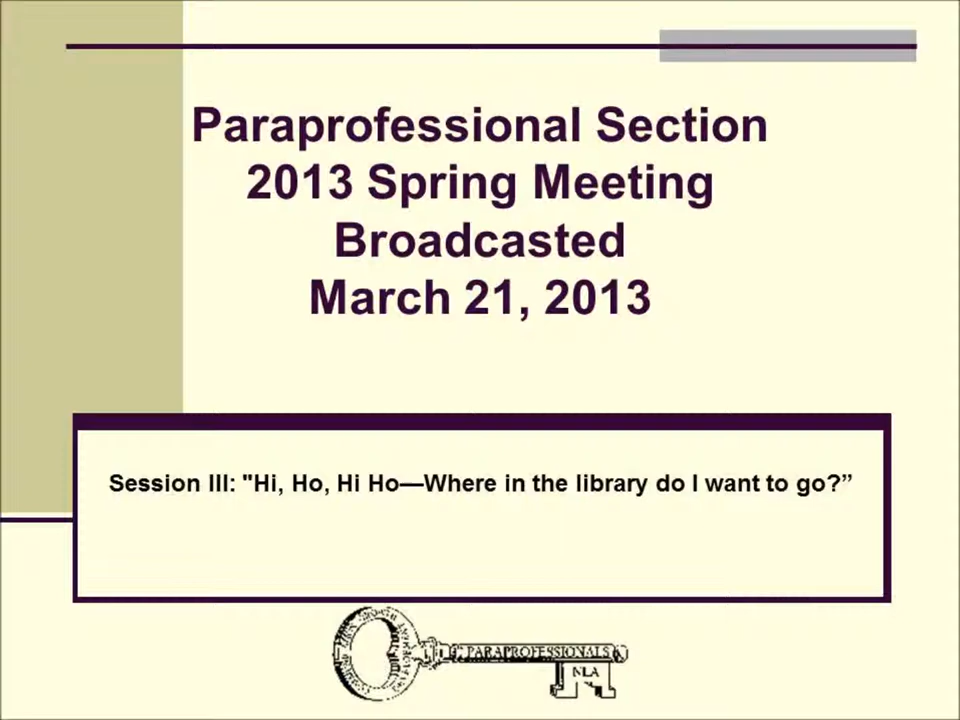 Paraprofessional Section
2013 Spring Meeting
Broadcasted
March 21, 2013
Session III: "Hi, Ho, Hi Ho—Where in the library do I want to go?”
PARAPROFESSIONALS
NLA